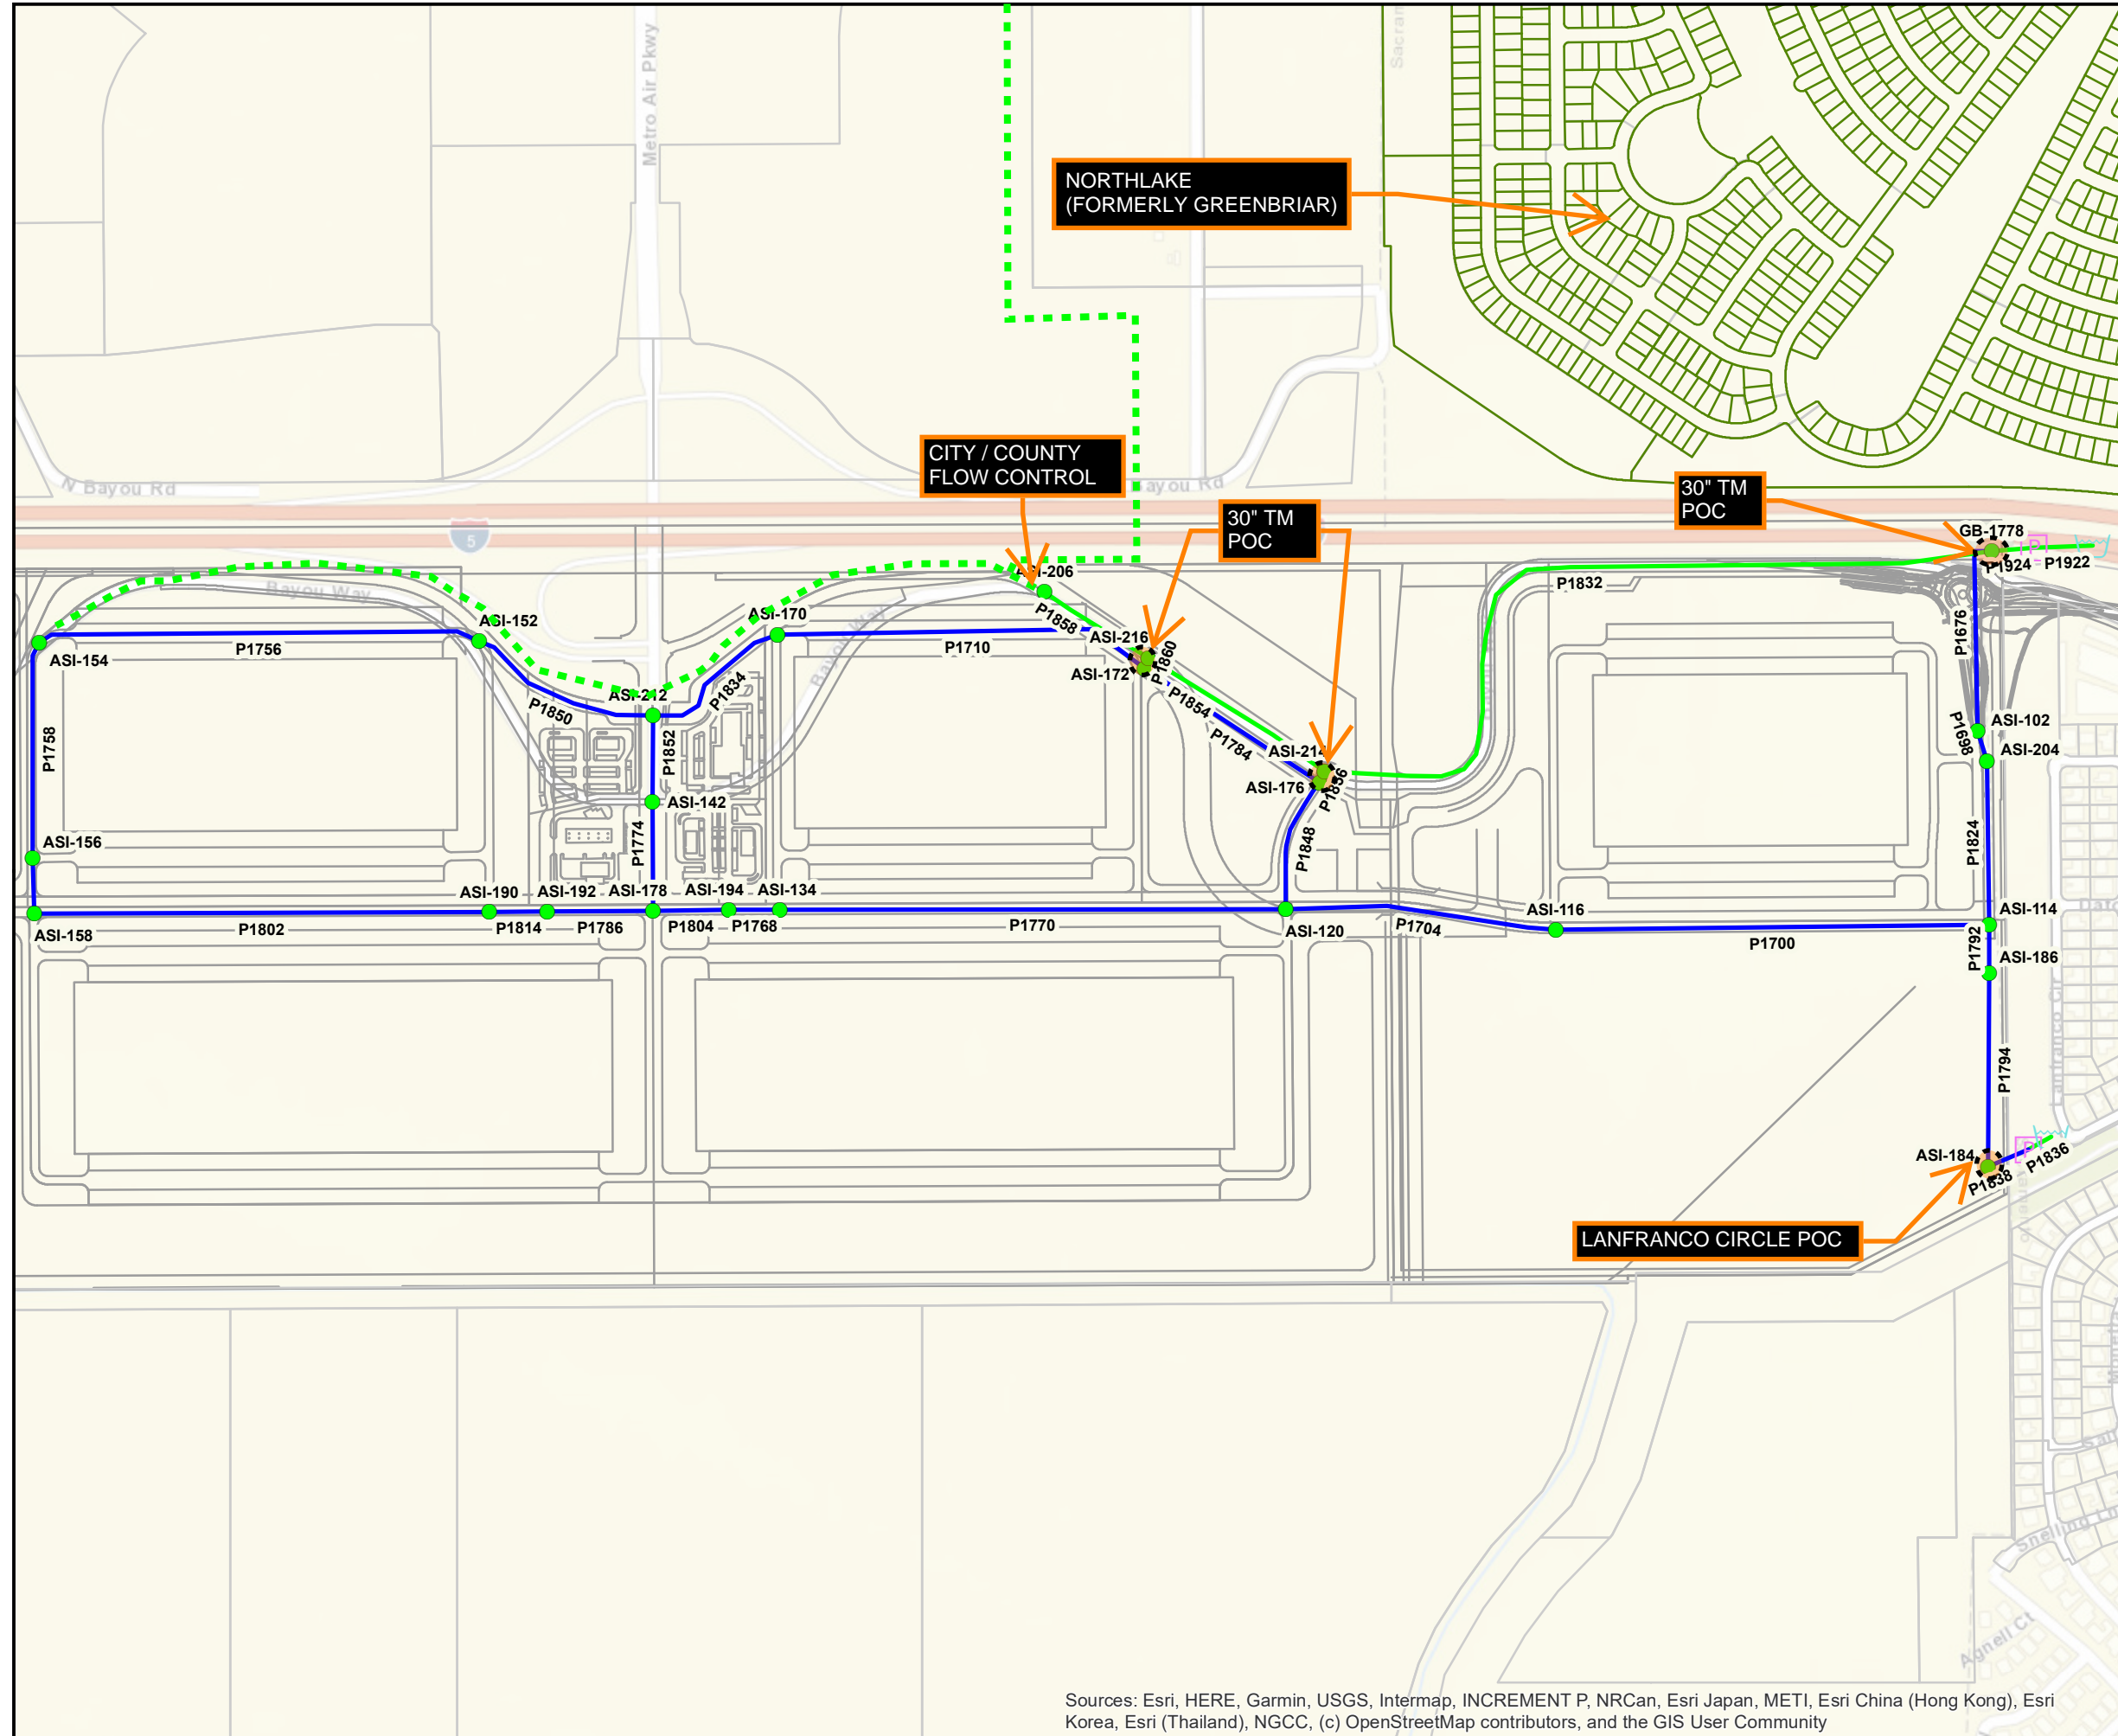 Metro Air Pkwy
Sacram
NORTHLAKE
(FORMERLY GREENBRIAR)
CITY / COUNTY
FLOW CONTROL
N Bayou Rd
Bayou Rd
5
30" TM
POC
30" TM
POC
GB-1778
P1924
P1922
P1832
ASI-206
Bayou Way
ASI-152
ASI-170
P1858
ASI-216
P1860
ASI-154
P1756
P1710
ASI-172
Bayou Way
P1676
P1850
ASI-212
P1834
P1854
P1784
ASI-214
ASI-176
P1856
P1698
ASI-102
ASI-204
P1758
P1852
ASI-142
P1774
P1848
P1824
ASI-156
ASI-190
ASI-192
ASI-178
ASI-194
ASI-134
ASI-116
ASI-114
ASI-158
P1802
P1814
P1786
P1804
P1768
P1770
ASI-120
P1704
P1700
P1792
ASI-186
Lanfranco Cir
P1794
ASI-184
P1838
P1836
P
P
LANFRANCO CIRCLE POC
Snelling Ln
Agnell Ct
Sources: Esri, HERE, Garmin, USGS, Intermap, INCREMENT P, NRCan, Esri Japan, METI, Esri China (Hong Kong), Esri
Korea, Esri (Thailand), NGCC, (c) OpenStreetMap contributors, and the GIS User Community